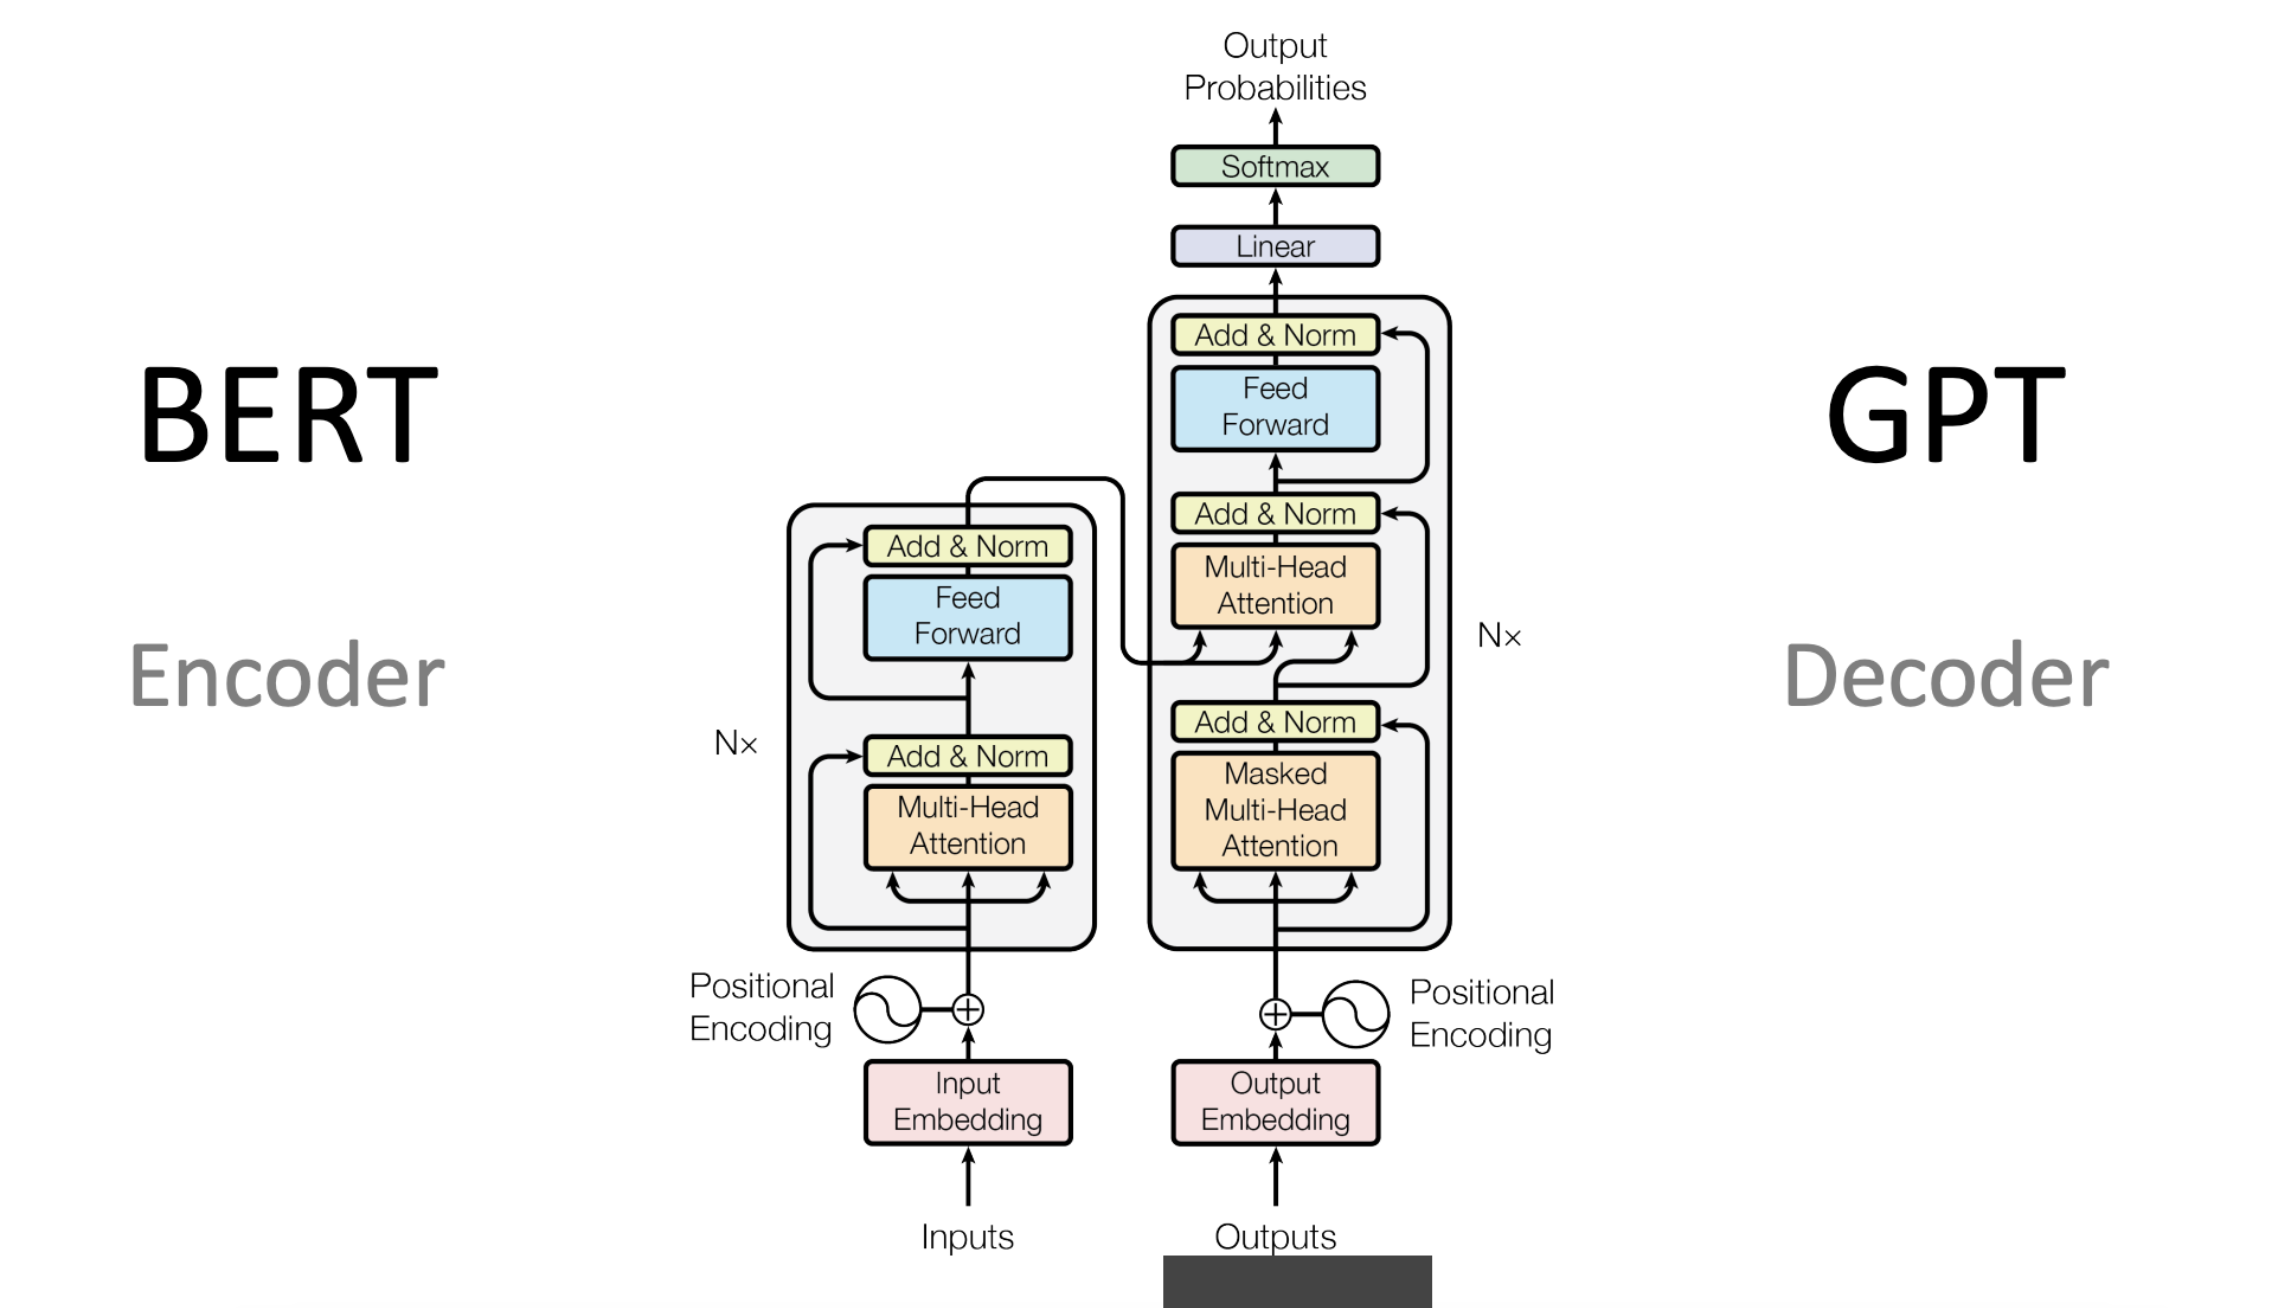 Output
Probabilities
Softmax
Linear
BERT
Encoder
GPT
Decoder
Add & Norm
Feed
Forward
Add & Norm
Multi-Head
Attention
Nx
Add & Norm
Masked
Multi-Head
Attention
Add & Norm
Feed
Forward
Nx
Add & Norm
Multi-Head
Attention
Positional
Encoding
Positional
Encoding
Input
Embedding
Output
Embedding
Inputs
Outputs